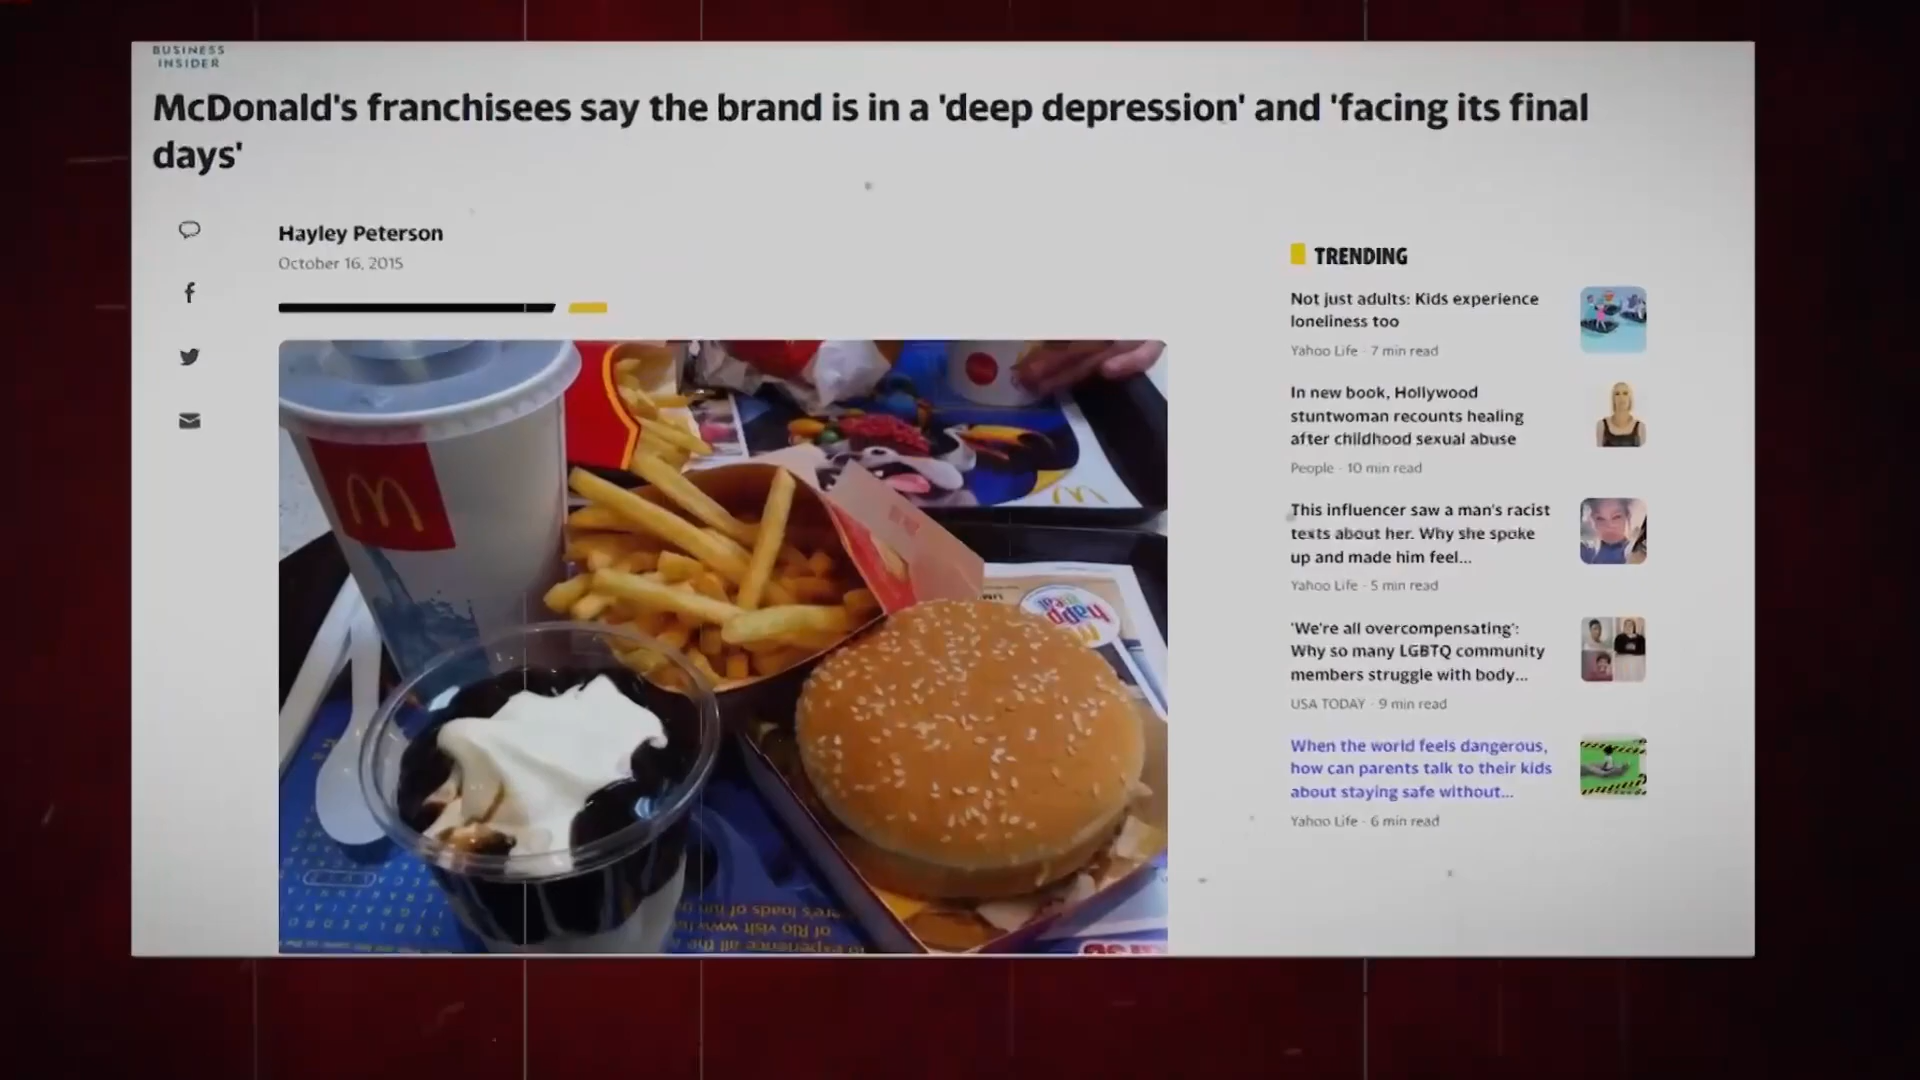 BUSINESS
INSIDER
McDonald's franchisees say the brand is in a 'deep depression' and 'facing its final
days'
Hayley Peterson
October 16, 2015
TRENDING
Not just adults: Kids experience
loneliness too
Yahoo Life · 7 min read
In new book, Hollywood
stuntwoman recounts healing
after childhood sexual abuse
People · 10 min read
This influencer saw a man's racist
texts about her. Why she spoke
up and made him feel...
Yahoo Life · 5 min read
'We're all overcompensating':
Why so many LGBTQ community
members struggle with body...
USA TODAY · 9 min read
When the world feels dangerous,
how can parents talk to their kids
about staying safe without...
Yahoo Life · 6 min read